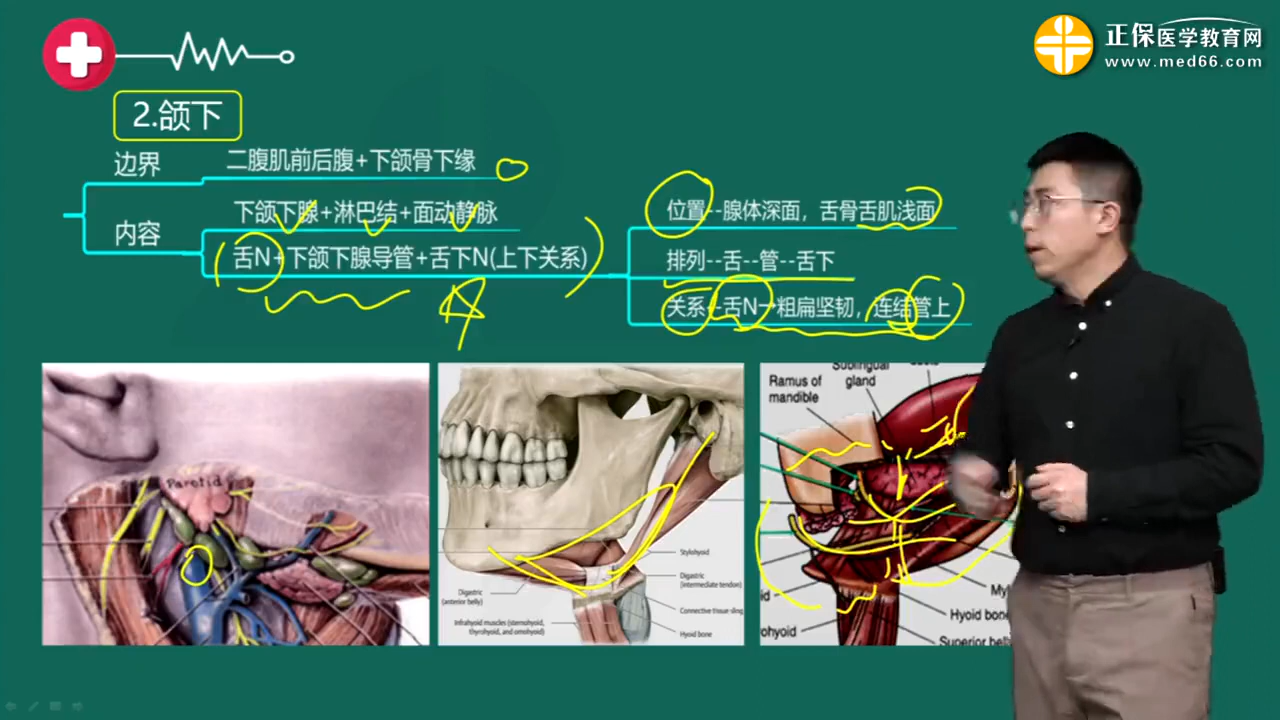 正保医学教育网
www.med66.com
2.颌下
边界
二腹肌前后腹+下颌骨下缘
内容
下颌下腺+淋巴结+面动静脉
舌N+下颌下腺导管+舌下N(上下关系)
位置--腺体深面，舌骨舌肌浅面
排列--舌--管--舌下
关系--舌N--粗扁坚韧，连结管上
Parotid
Stylohyoid
Digastric
(intermediate tendon)
Digastric
(anterior belly)
Connective tissue sling
Infrahyoid muscles (sternohyoid,
thyrohyoid, and omohyoid)
Hyoid bone
Sublingual
gland
Ramus of
mandible
Hyoid bon
Superior bell